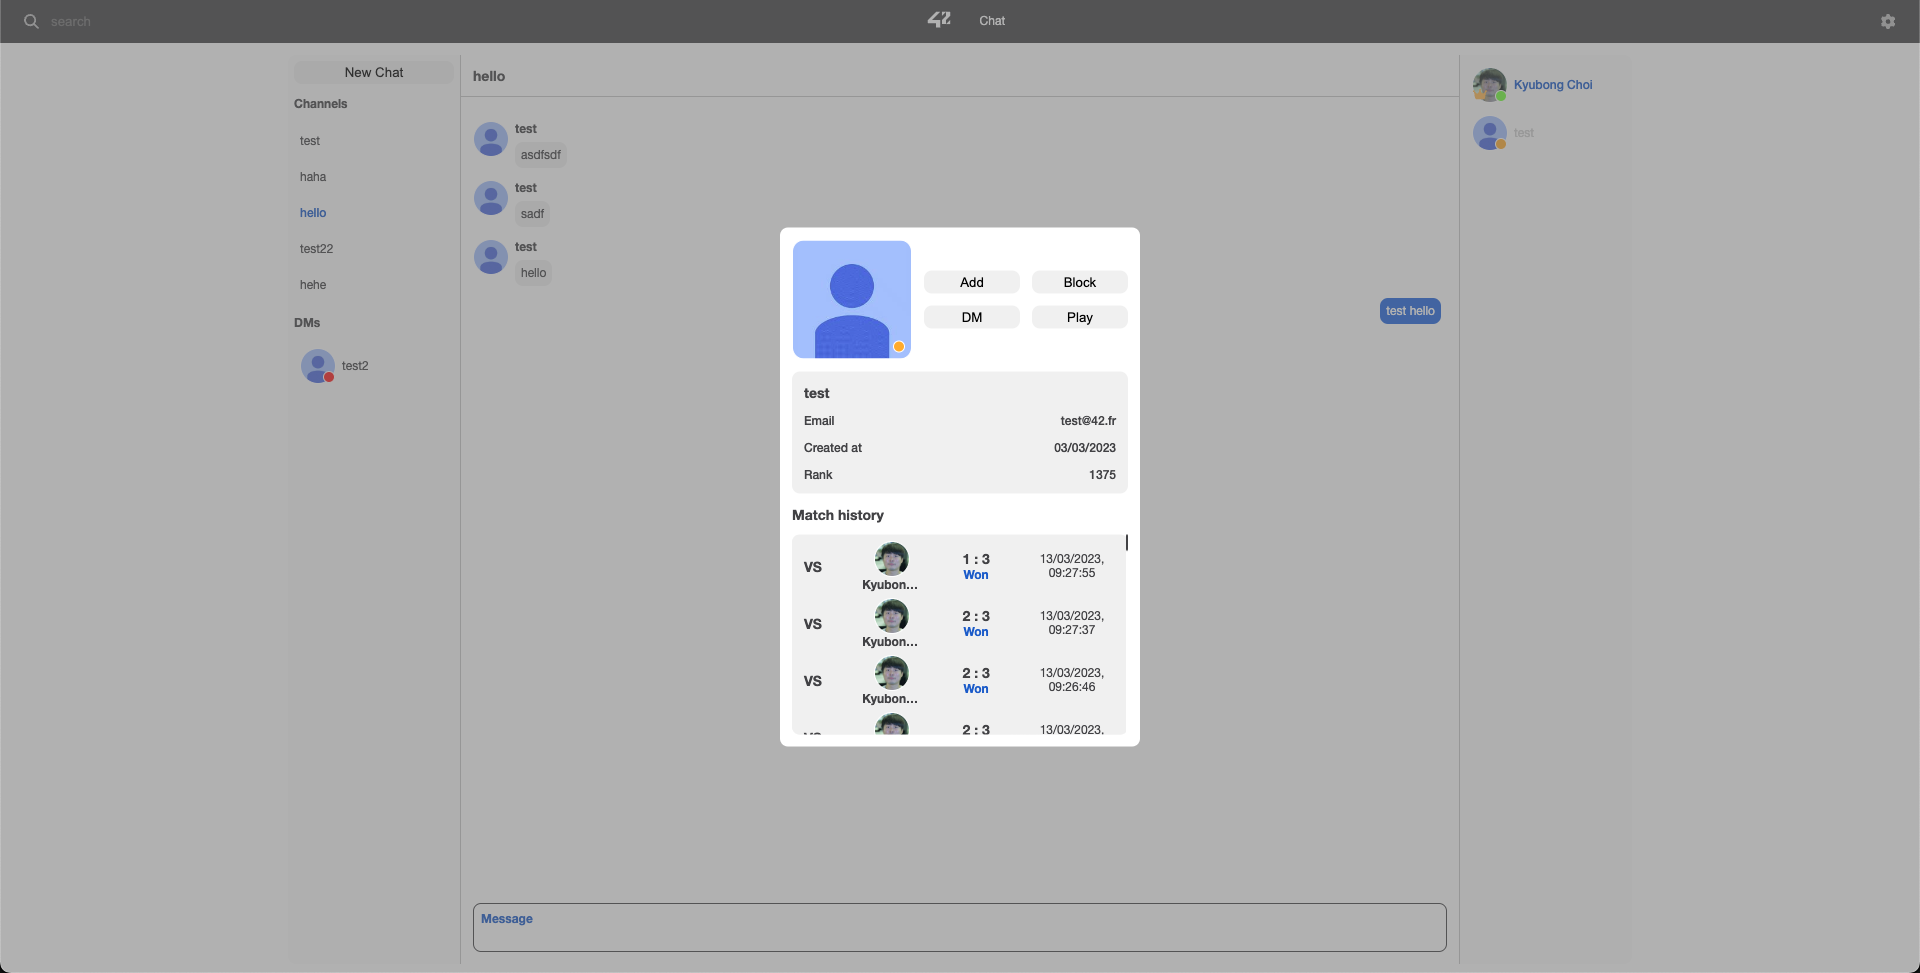 search
42
Chat
New Chat
Channels
test
haha
hello
test22
hehe
DMs
test2
hello
test
asdfsdf
test
sadf
test
hello
test hello
Message
Kyubong Choi
test
Add
Block
DM
Play
test
Email
test@42.fr
Created at
03/03/2023
Rank
1375
Match history
VS
Kyubon...
1 : 3
Won
13/03/2023,
09:27:55
VS
Kyubon...
2 : 3
Won
13/03/2023,
09:27:37
VS
Kyubon...
2 : 3
Won
13/03/2023,
09:26:46
VS
2 : 3
13/03/2023,